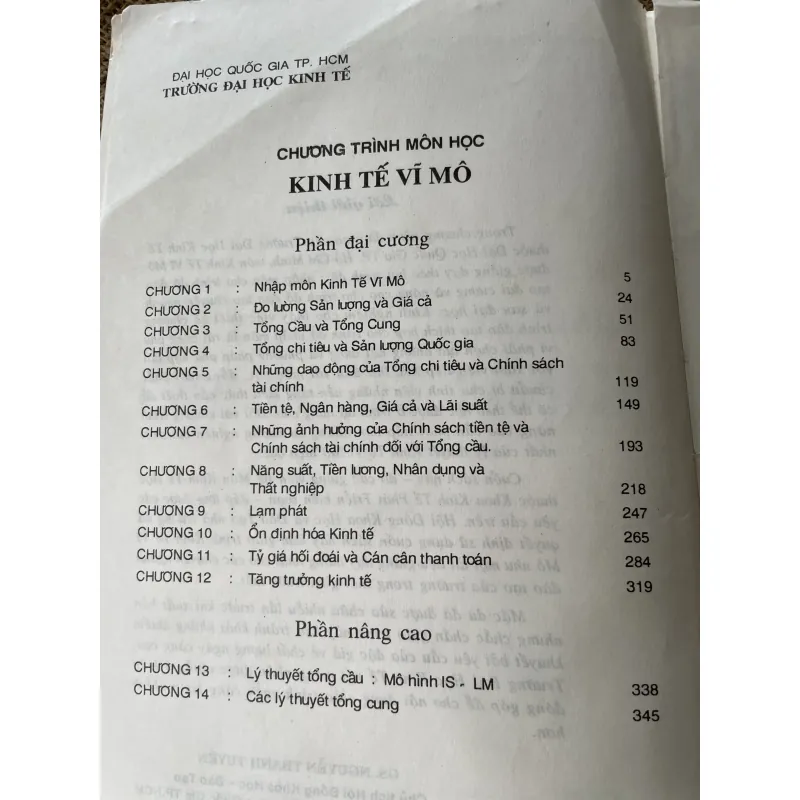 ĐẠI HỌC QUỐC GIA TP. HCM
TRƯỜNG ĐẠI HỌC KINH TẾ
CHƯƠNG TRÌNH MÔN HỌC
KINH TẾ VĨ MÔ
Phần đại cương
CHƯƠNG 1 : Nhập môn Kinh Tế Vĩ Mô 5
CHƯƠNG 2 : Đo lường Sản lượng và Giá cả 24
CHƯƠNG 3 : Tổng Cầu và Tổng Cung 51
CHƯƠNG 4 : Tổng chi tiêu và Sản lượng Quốc gia 83
CHƯƠNG 5 : Những dao động của Tổng chi tiêu và Chính sách
tài chính 119
CHƯƠNG 6 : Tiền tệ, Ngân hàng, Giá cả và Lãi suất 149
CHƯƠNG 7 : Những ảnh hưởng của Chính sách tiền tệ và
Chính sách tài chính đối với Tổng cầu. 193
CHƯƠNG 8 : Năng suất, Tiền lương, Nhân dụng và
Thất nghiệp 218
CHƯƠNG 9 : Lạm phát 247
CHƯƠNG 10 : Ổn định hóa Kinh tế 265
CHƯƠNG 11 : Tỷ giá hối đoái và Cán cân thanh toán 284
CHƯƠNG 12 : Tăng trưởng kinh tế 319
Phần nâng cao
CHƯƠNG 13 : Lý thuyết tổng cầu : Mô hình IS - LM 338
CHƯƠNG 14 : Các lý thuyết tổng cung 345